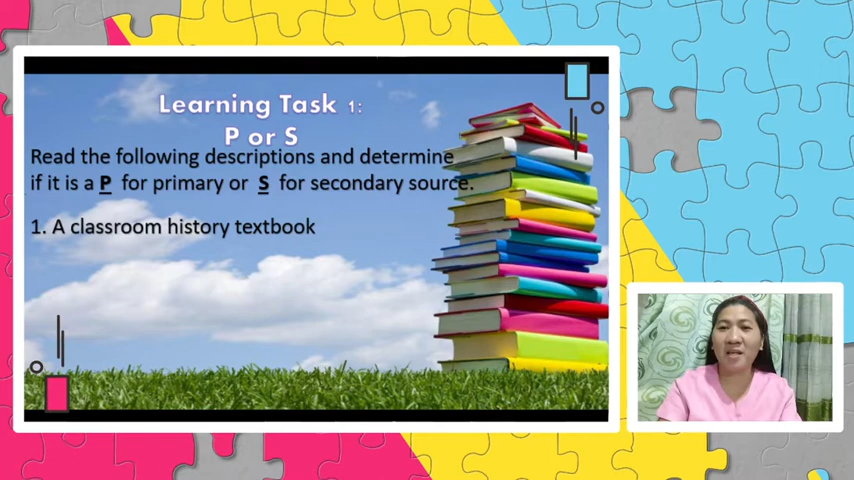 Learning Task 1:
P or S
Read the following descriptions and determine
if it is a P for primary or S for secondary source.
1. A classroom history textbook